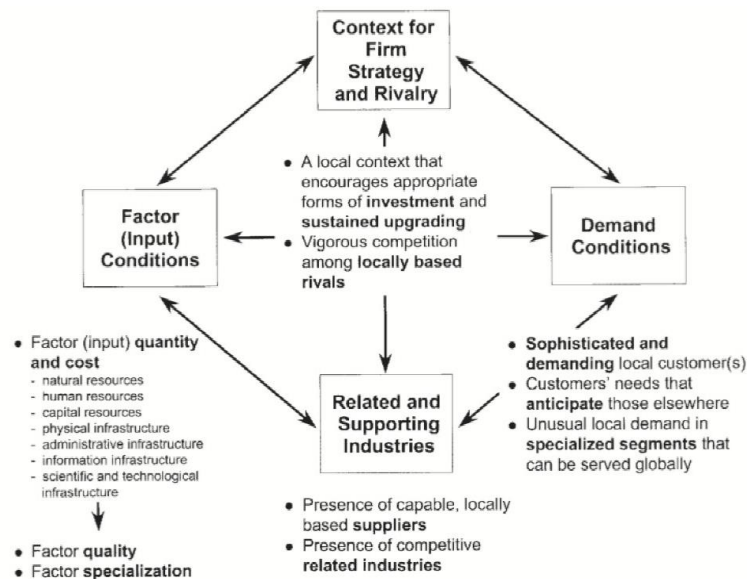 Context for
Firm
Strategy
and Rivalry
● A local context that
encourages appropriate
forms of investment and
sustained upgrading
● Vigorous competition
among locally based
rivals
Factor
(Input)
Conditions
Demand
Conditions
● Factor (input) quantity
and cost
- natural resources
- human resources
- capital resources
- physical infrastructure
- administrative infrastructure
- information infrastructure
- scientific and technological
infrastructure
● Factor quality
● Factor specialization
Related and
Supporting
Industries
● Presence of capable, locally
based suppliers
● Presence of competitive
related industries
● Sophisticated and
demanding local customer(s)
● Customers' needs that
anticipate those elsewhere
● Unusual local demand in
specialized segments that
can be served globally